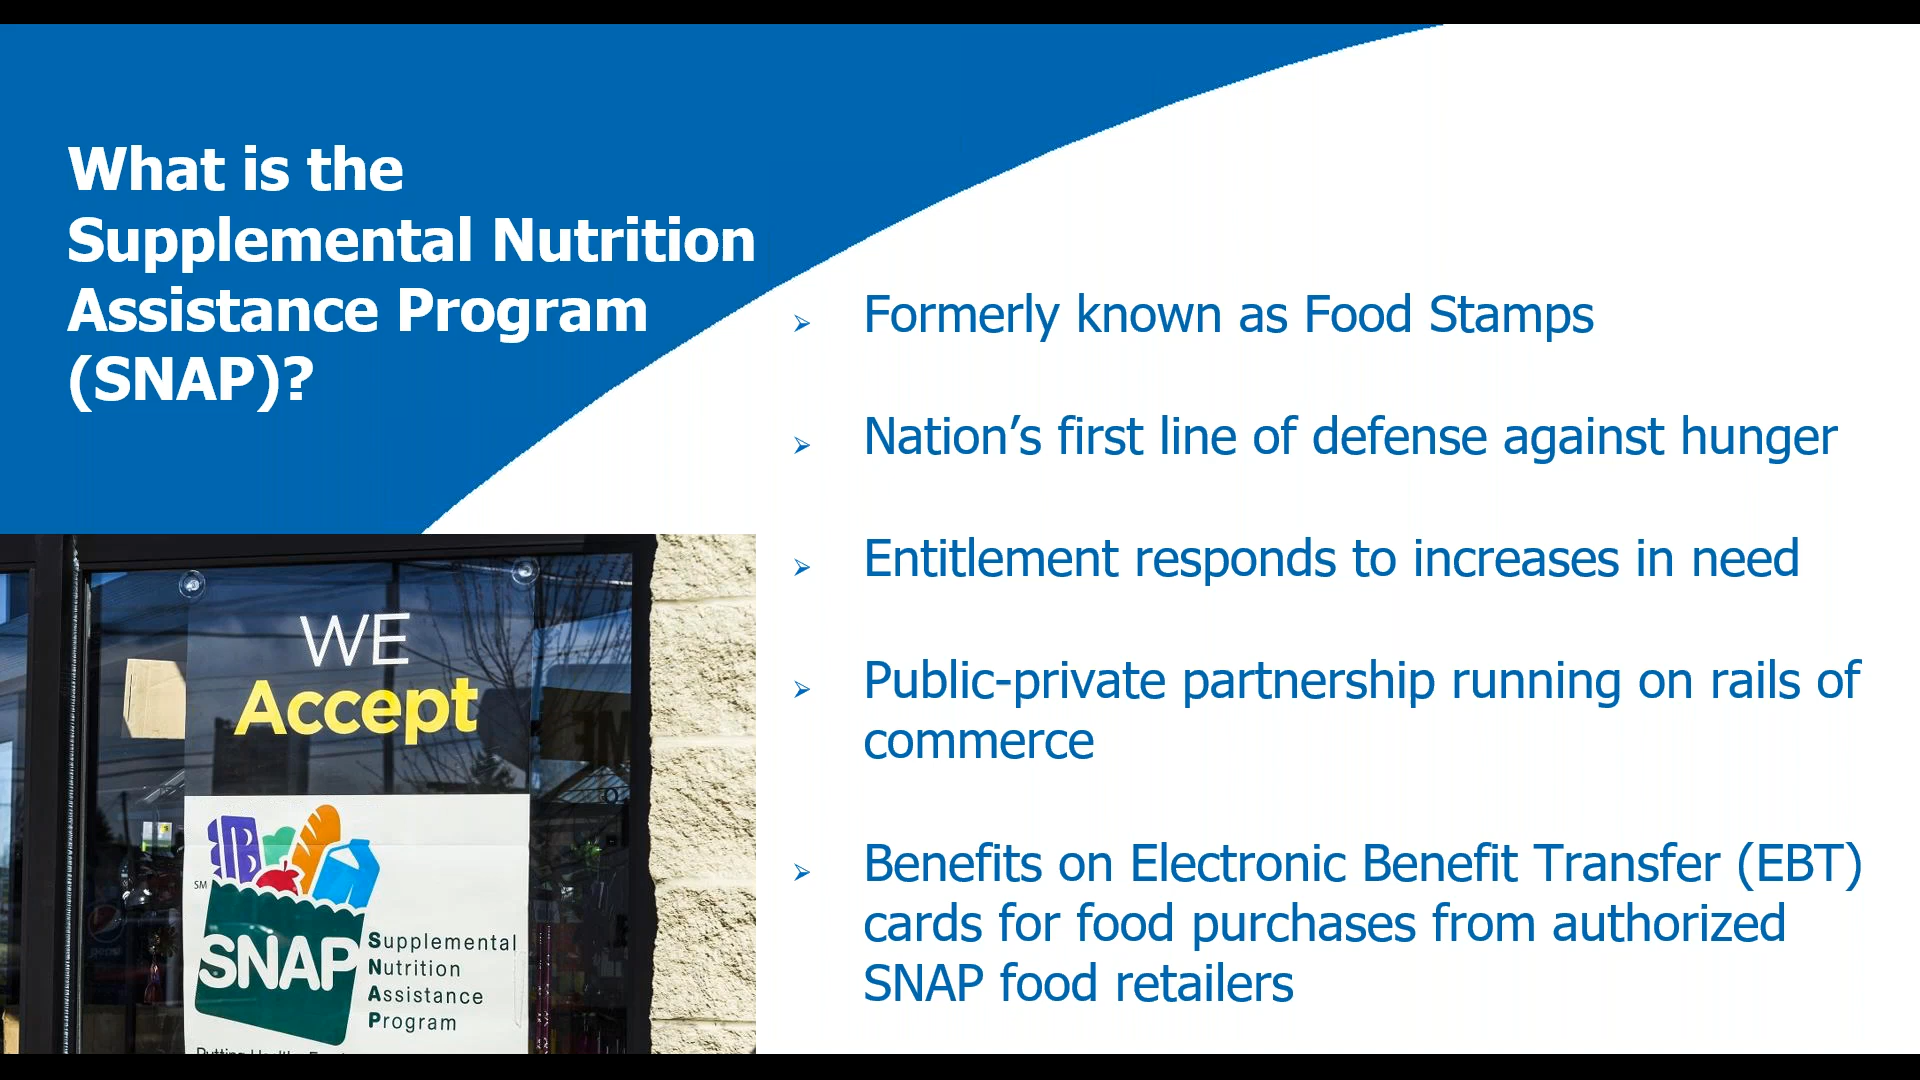 What is the
Supplemental Nutrition
Assistance Program
(SNAP)?
Formerly known as Food Stamps
Nation’s first line of defense against hunger
Entitlement responds to increases in need
Public-private partnership running on rails of
commerce
Benefits on Electronic Benefit Transfer (EBT)
cards for food purchases from authorized
SNAP food retailers
WE
Accept
SM
SNAP
Supplemental
Nutrition
Assistance
Program